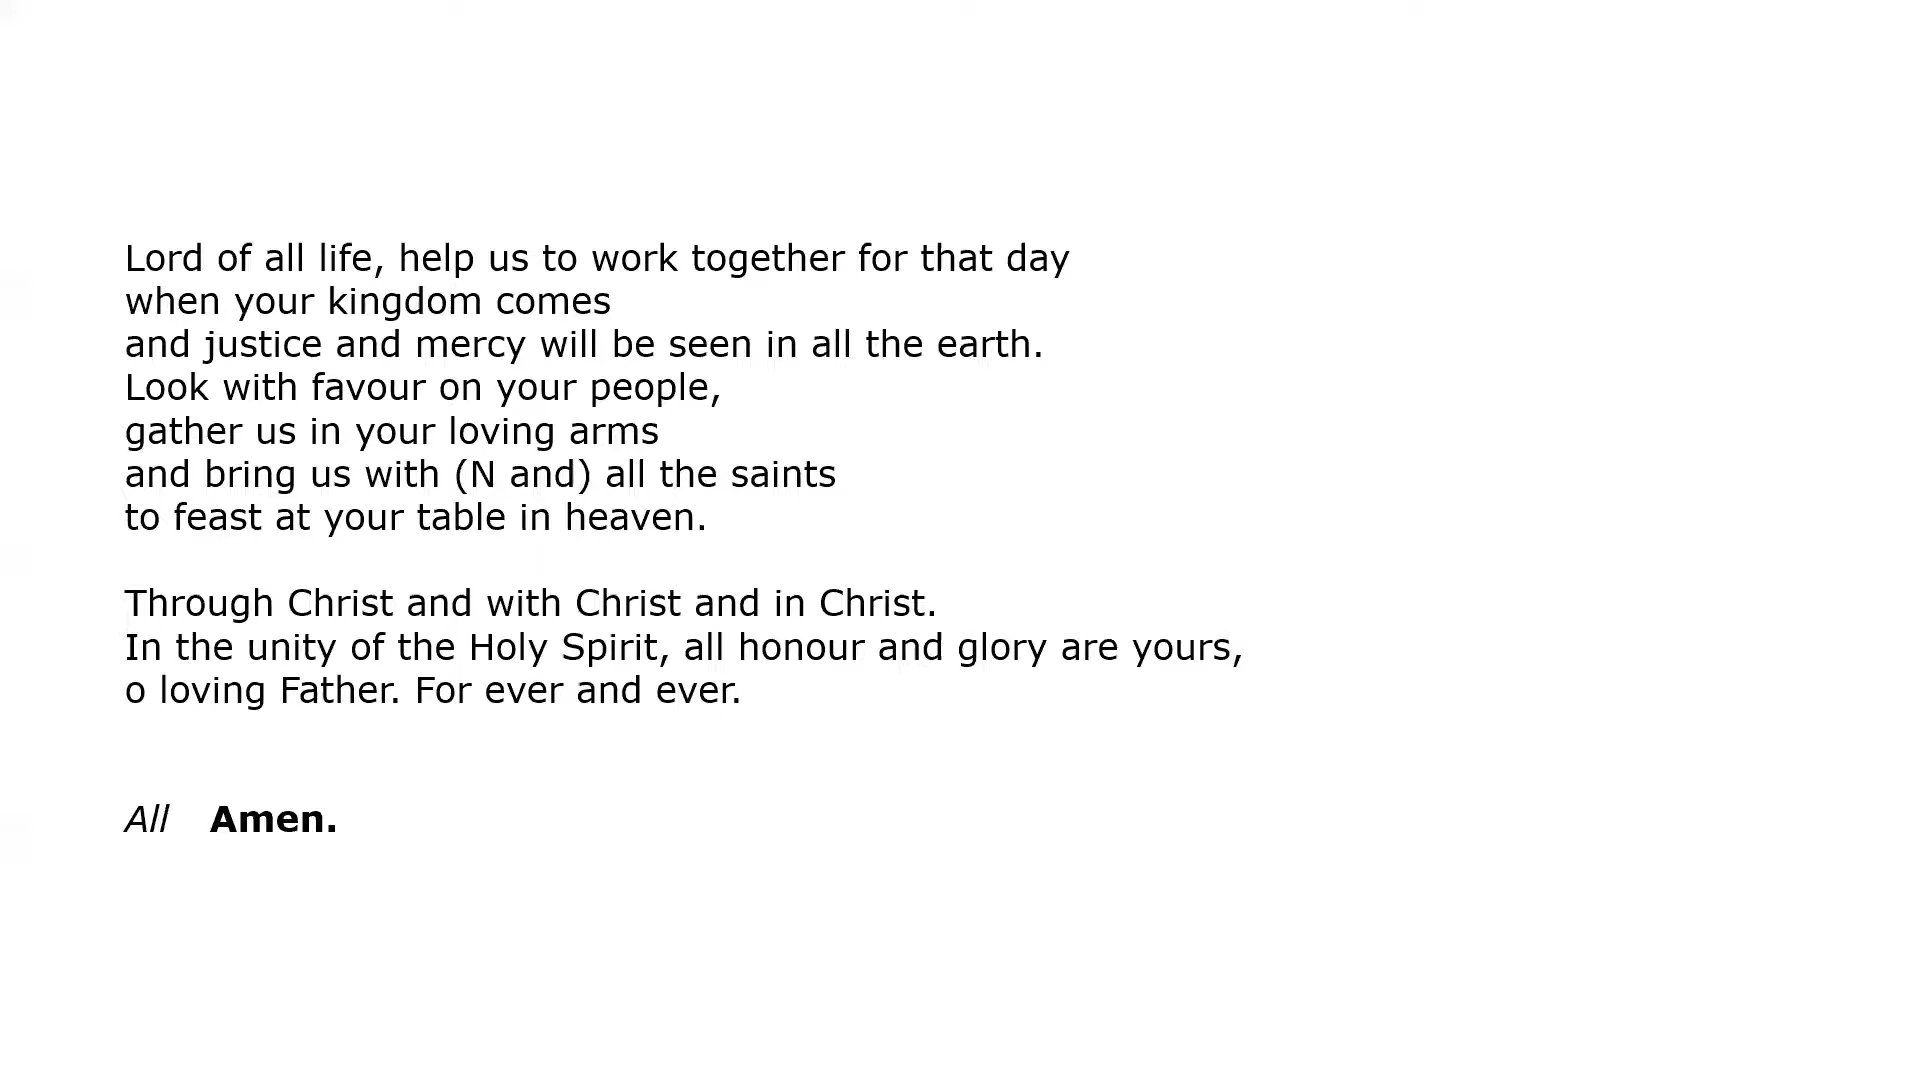 Lord of all life, help us to work together for that day
when your kingdom comes
and justice and mercy will be seen in all the earth.
Look with favour on your people,
gather us in your loving arms
and bring us with (N and) all the saints
to feast at your table in heaven.
Through Christ and with Christ and in Christ.
In the unity of the Holy Spirit, all honour and glory are yours,
o loving Father. For ever and ever.
All Amen.